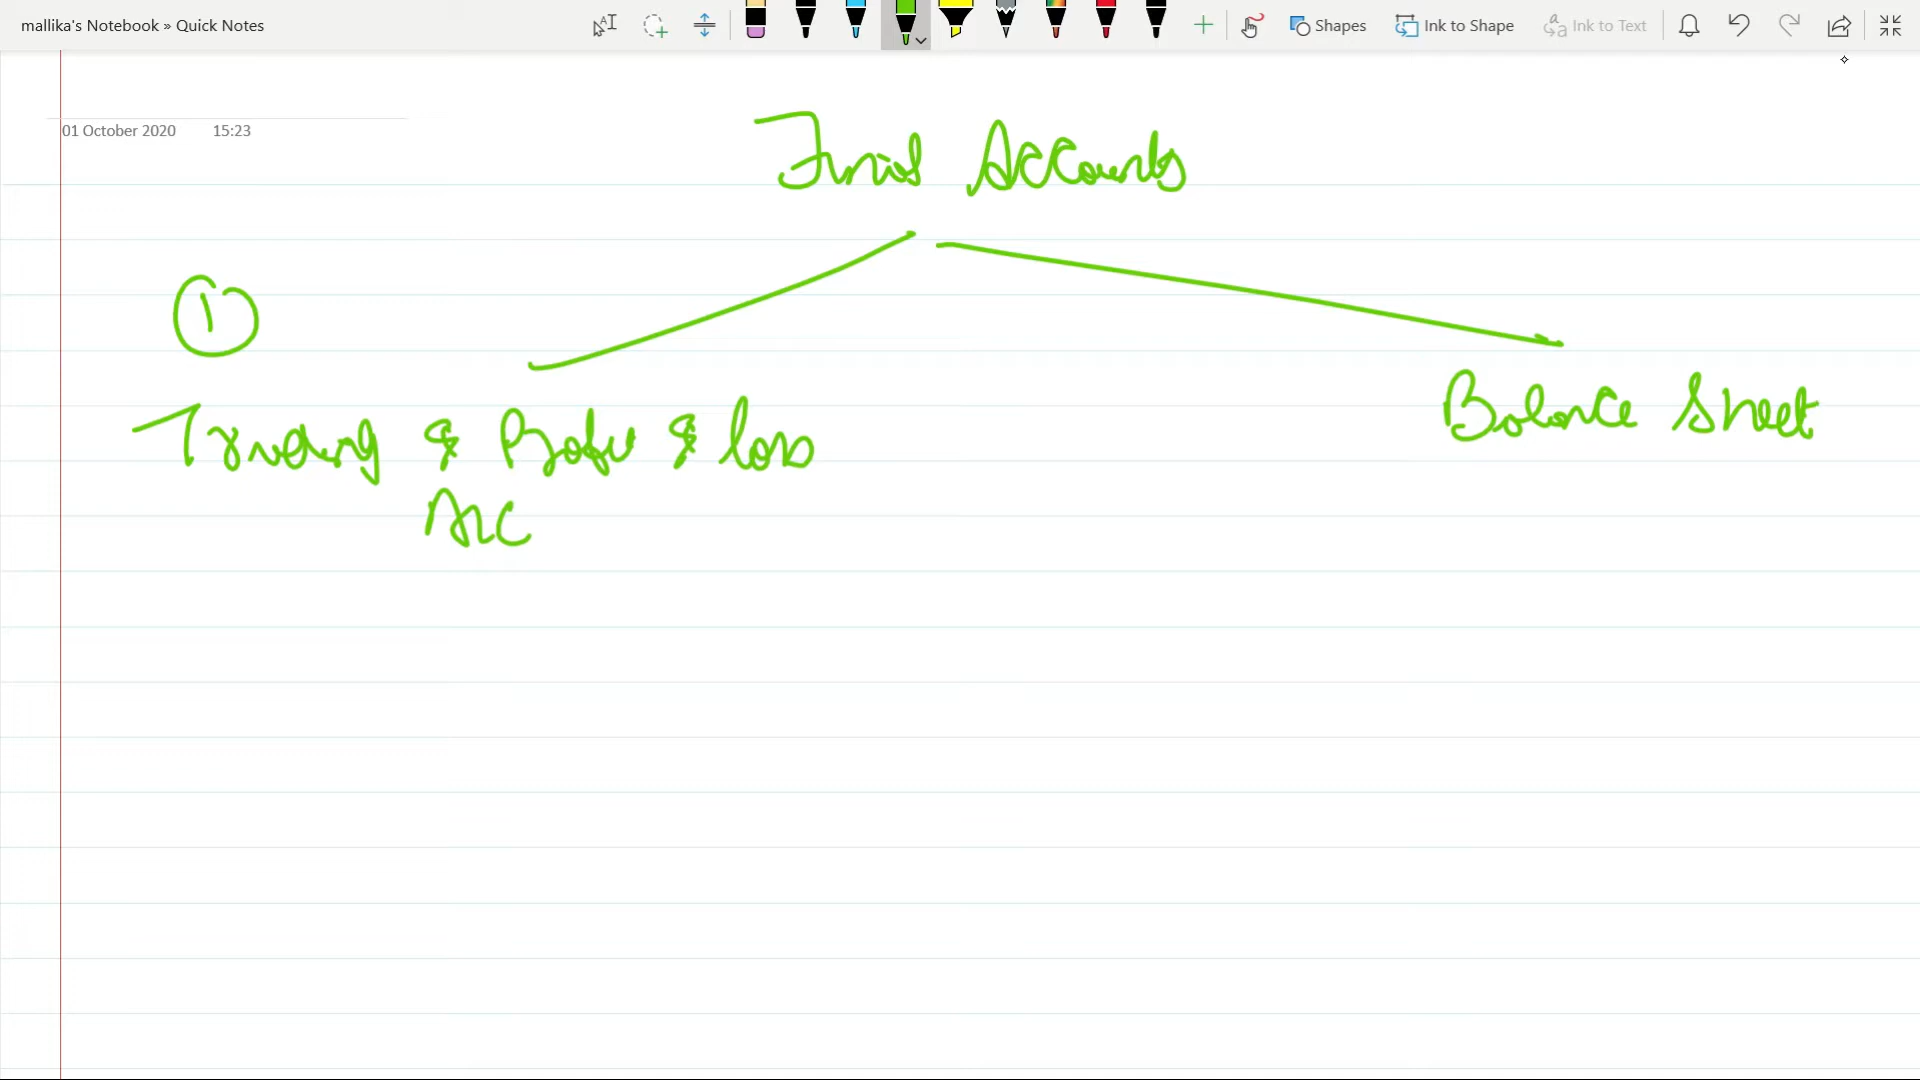 mallika's Notebook » Quick Notes
Shapes
Ink to Shape
Ink to Text
01 October 2020 15:23
Final Accounts
1
Trading & Profit & loss
A/C
Balance Sheet